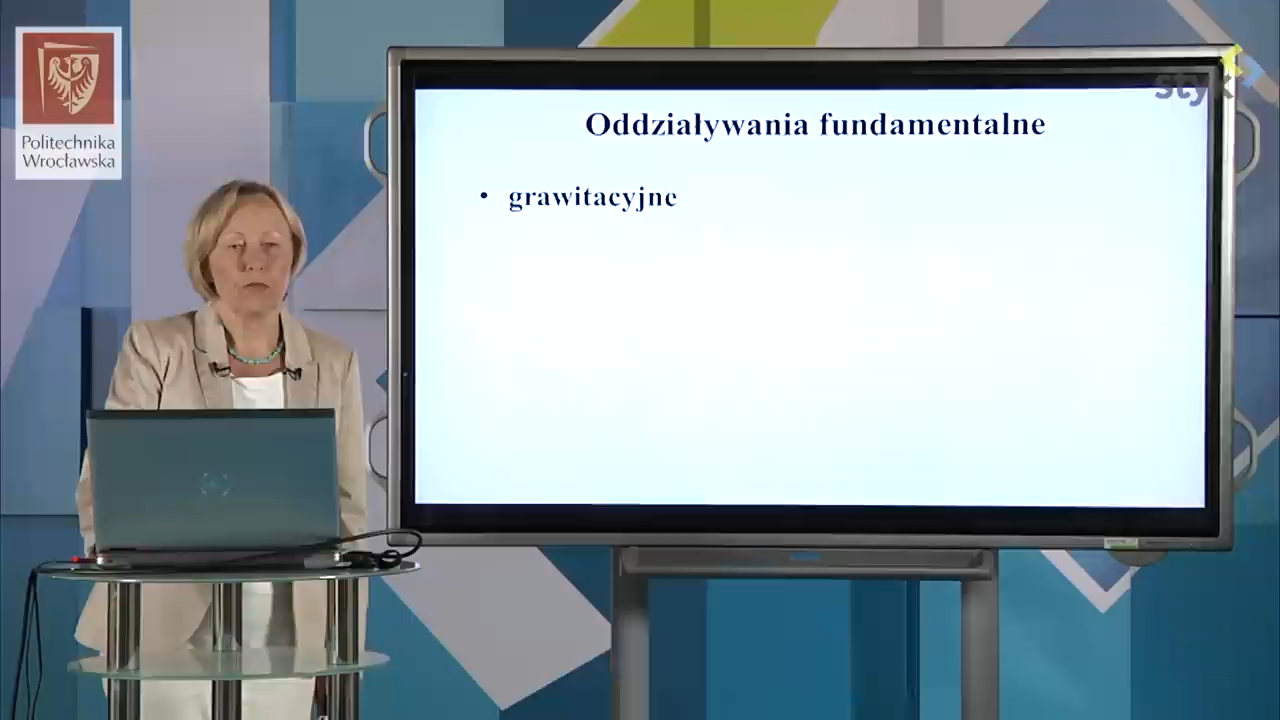 Politechnika
Wrocławska
Oddziaływania fundamentalne
• grawitacyjne